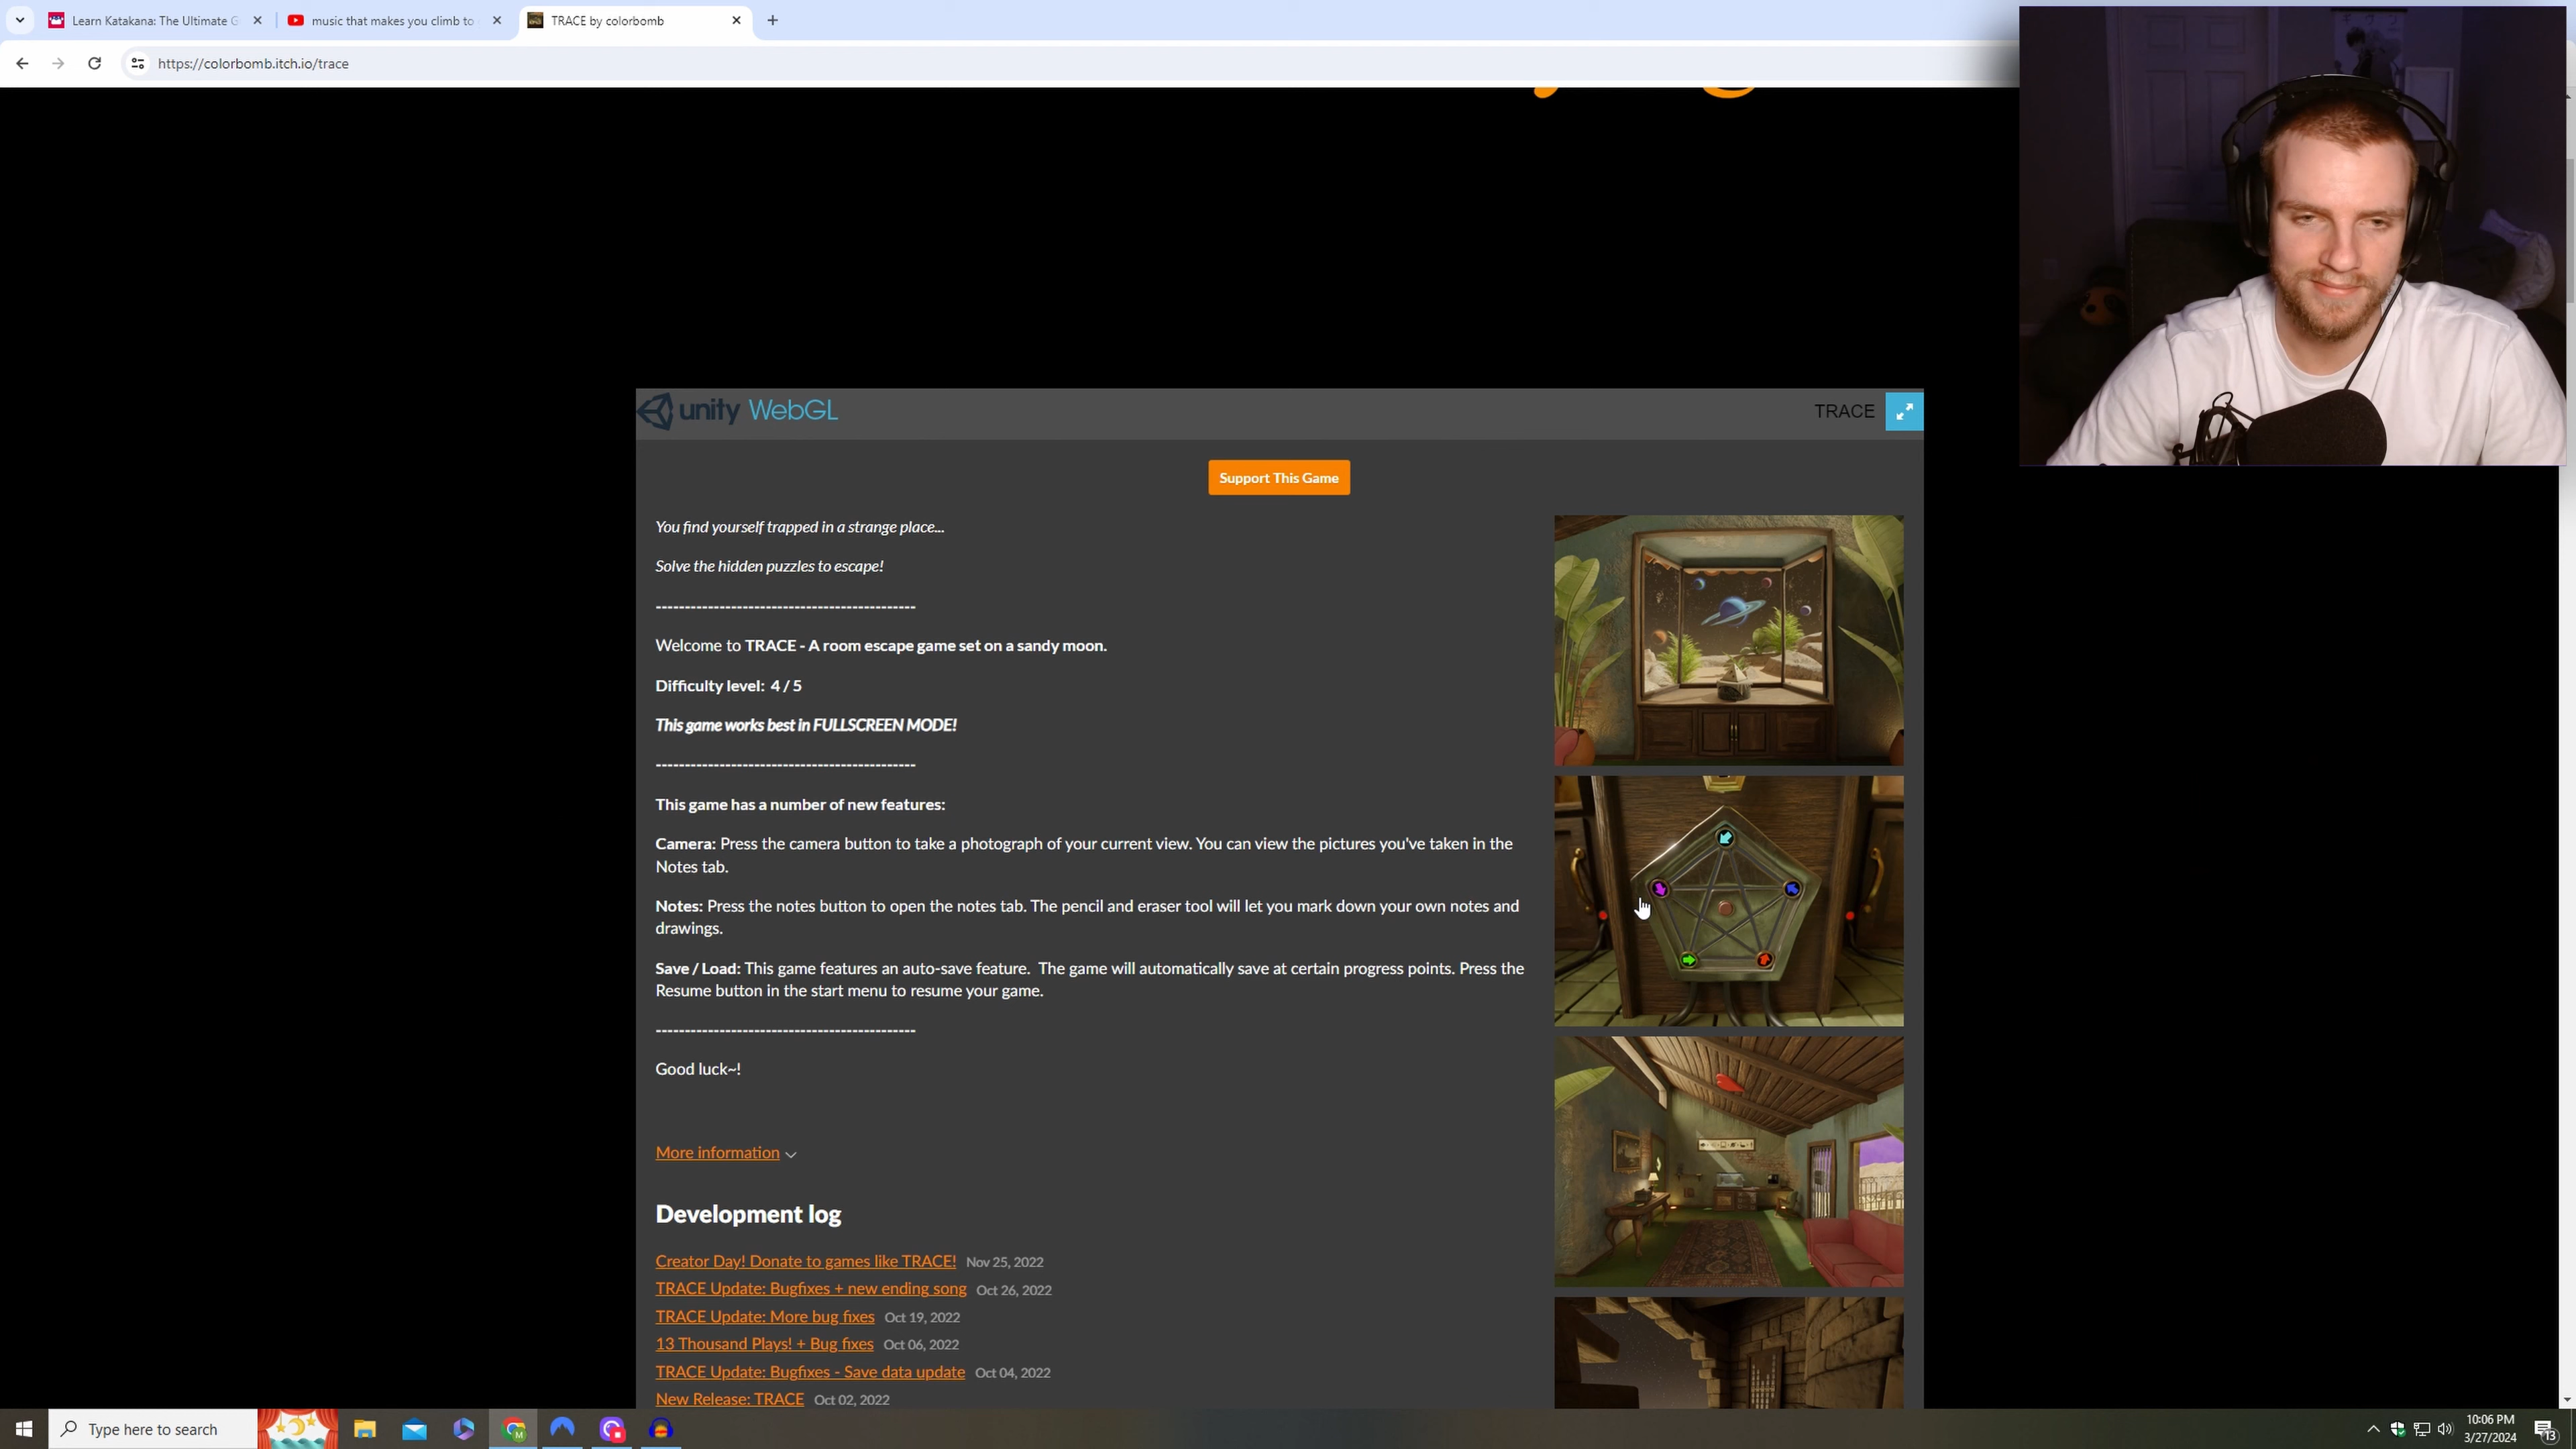 Learn Katakana: The Ultimate G
music that makes you climb to
TRACE by colorbomb
https://colorbomb.itch.io/trace
unity WebGL
TRACE
Support This Game
You find yourself trapped in a strange place...
Solve the hidden puzzles to escape!
---------------------------------------------
Welcome to TRACE - A room escape game set on a sandy moon.
Difficulty level: 4 / 5
This game works best in FULLSCREEN MODE!
---------------------------------------------
This game has a number of new features:
Camera: Press the camera button to take a photograph of your current view. You can view the pictures you've taken in the
Notes tab.
Notes: Press the notes button to open the notes tab. The pencil and eraser tool will let you mark down your own notes and
drawings.
Save / Load: This game features an auto-save feature.  The game will automatically save at certain progress points. Press the
Resume button in the start menu to resume your game.
---------------------------------------------
Good luck~!
More information
Development log
Creator Day! Donate to games like TRACE! Nov 25, 2022
TRACE Update: Bugfixes + new ending song Oct 26, 2022
TRACE Update: More bug fixes Oct 19, 2022
13 Thousand Plays! + Bug fixes Oct 06, 2022
TRACE Update: Bugfixes - Save data update Oct 04, 2022
New Release: TRACE Oct 02, 2022
Type here to search
10:06 PM
3/27/2024
13